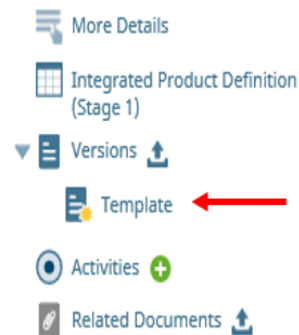 More Details
Integrated Product Definition
(Stage 1)
Versions
Template
Activities
Related Documents